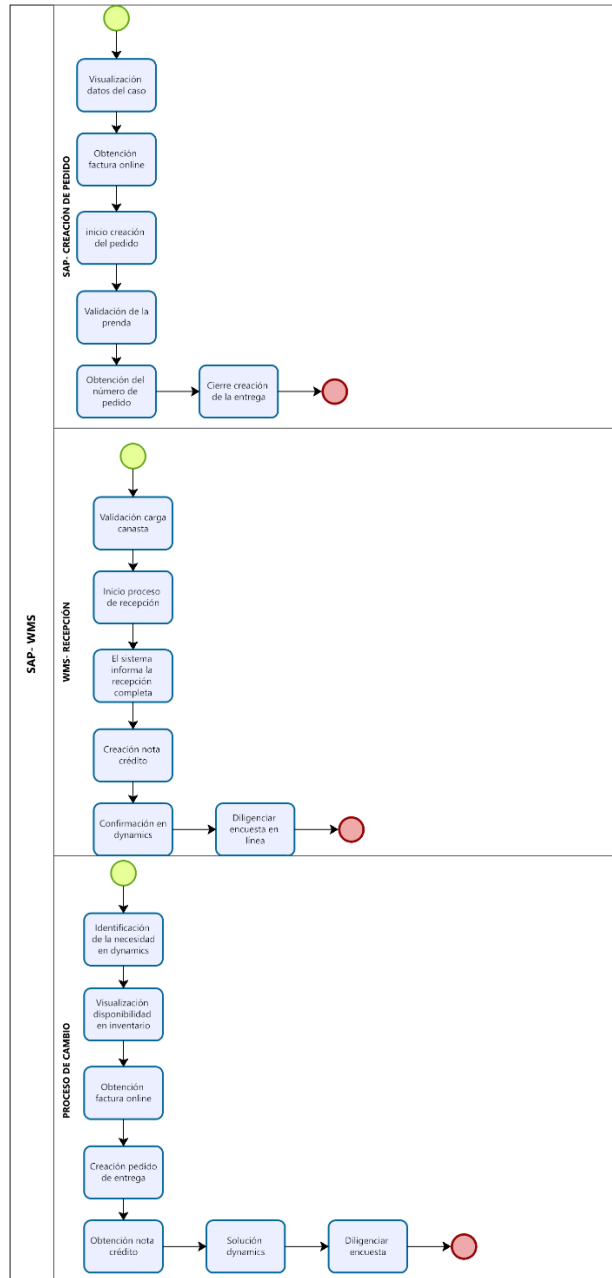 SAP- WMS
SAP- CREACIÓN DE PEDIDO
Visualización
datos del caso
Obtención
factura online
inicio creación
del pedido
Validación de la
prenda
Obtención del
número de
pedido
Cierre creación
de la entrega
WMS- RECEPCIÓN
Validación carga
canasta
Inicio proceso
de recepción
El sistema
informa la
recepción
completa
Creación nota
crédito
Confirmación en
dynamics
Diligenciar
encuesta en
línea
PROCESO DE CAMBIO
Identificación
de la necesidad
en dynamics
Visualización
disponibilidad
en inventario
Obtención
factura online
Creación pedido
de entrega
Obtención nota
crédito
Solución
dynamics
Diligenciar
encuesta